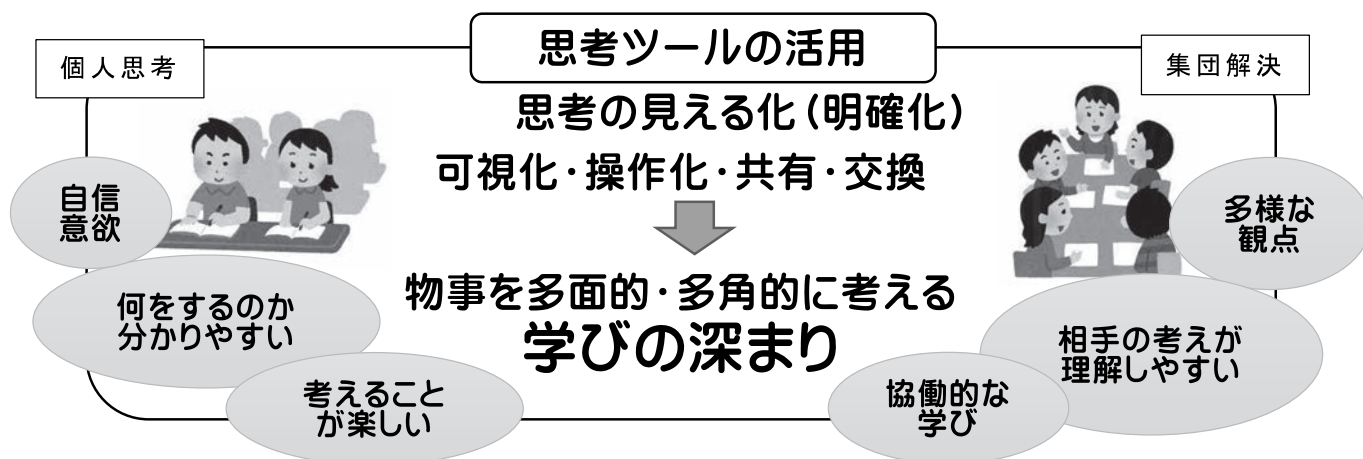 思考ツールの活用
個人思考
集団解決
思考の見える化(明確化)
可視化・操作化・共有・交換
自信
意欲
多様な
観点
物事を多面的・多角的に考える
学びの深まり
何をするのか
分かりやすい
相手の考えが
理解しやすい
考えること
が楽しい
協働的な
学び